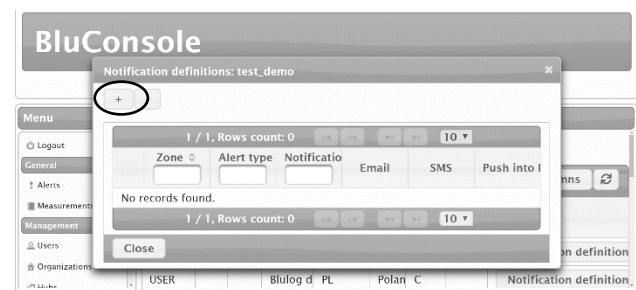 BluConsole
Notification definitions: test_demo ×
+
Menu
Logout
General
Alerts
Measurements
Management
Users
Organizations
1 / 1, Rows count: 0 10
Zone Alert type Notificatio Email SMS Push into I
No records found.
1 / 1, Rows count: 0 10
Close
mns
on definition
USER Blulog d PL Polan C Notification definition